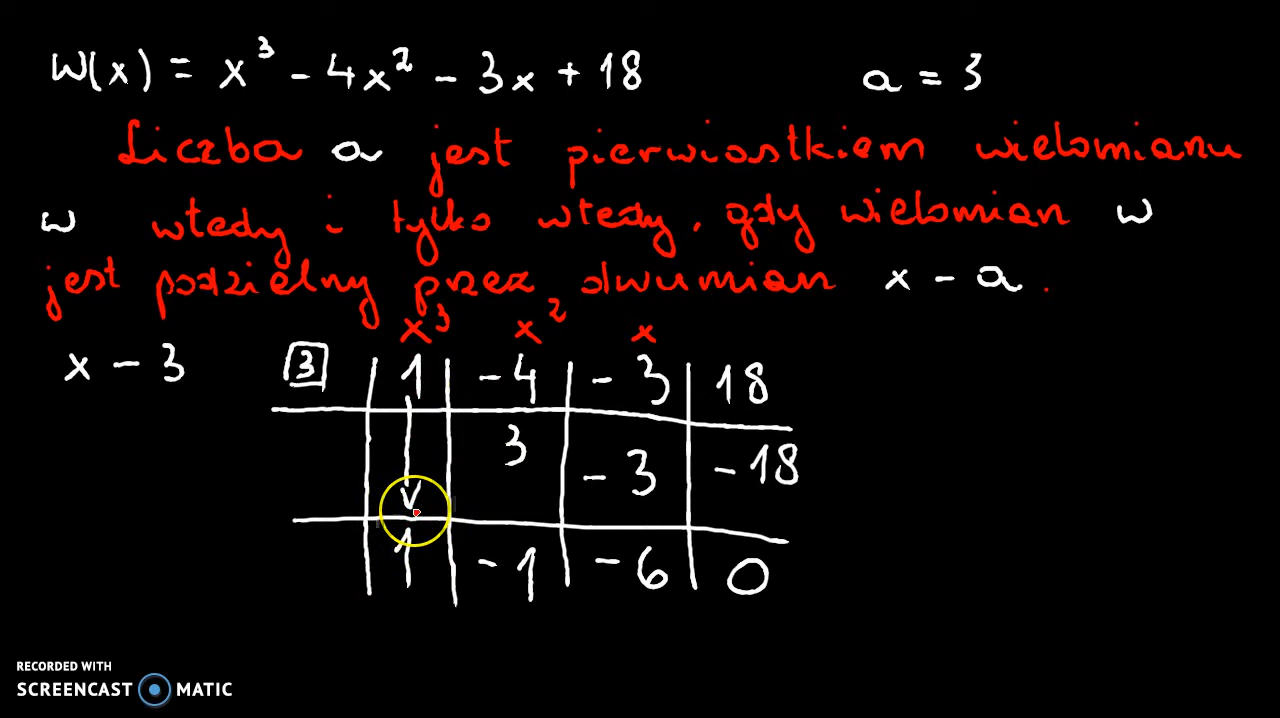 W(x) = x³ - 4x² - 3x + 18 a = 3
Liczba a jest pierwiastkiem wielomianu
w wtedy i tylko wtedy, gdy wielomian w
jest podzielny przez dwumian x - a.
x³ x² x
x - 3 3 1 -4 -3 18
3 -3 -18
1 -1 -6 0
RECORDED WITH
SCREENCAST MATIC